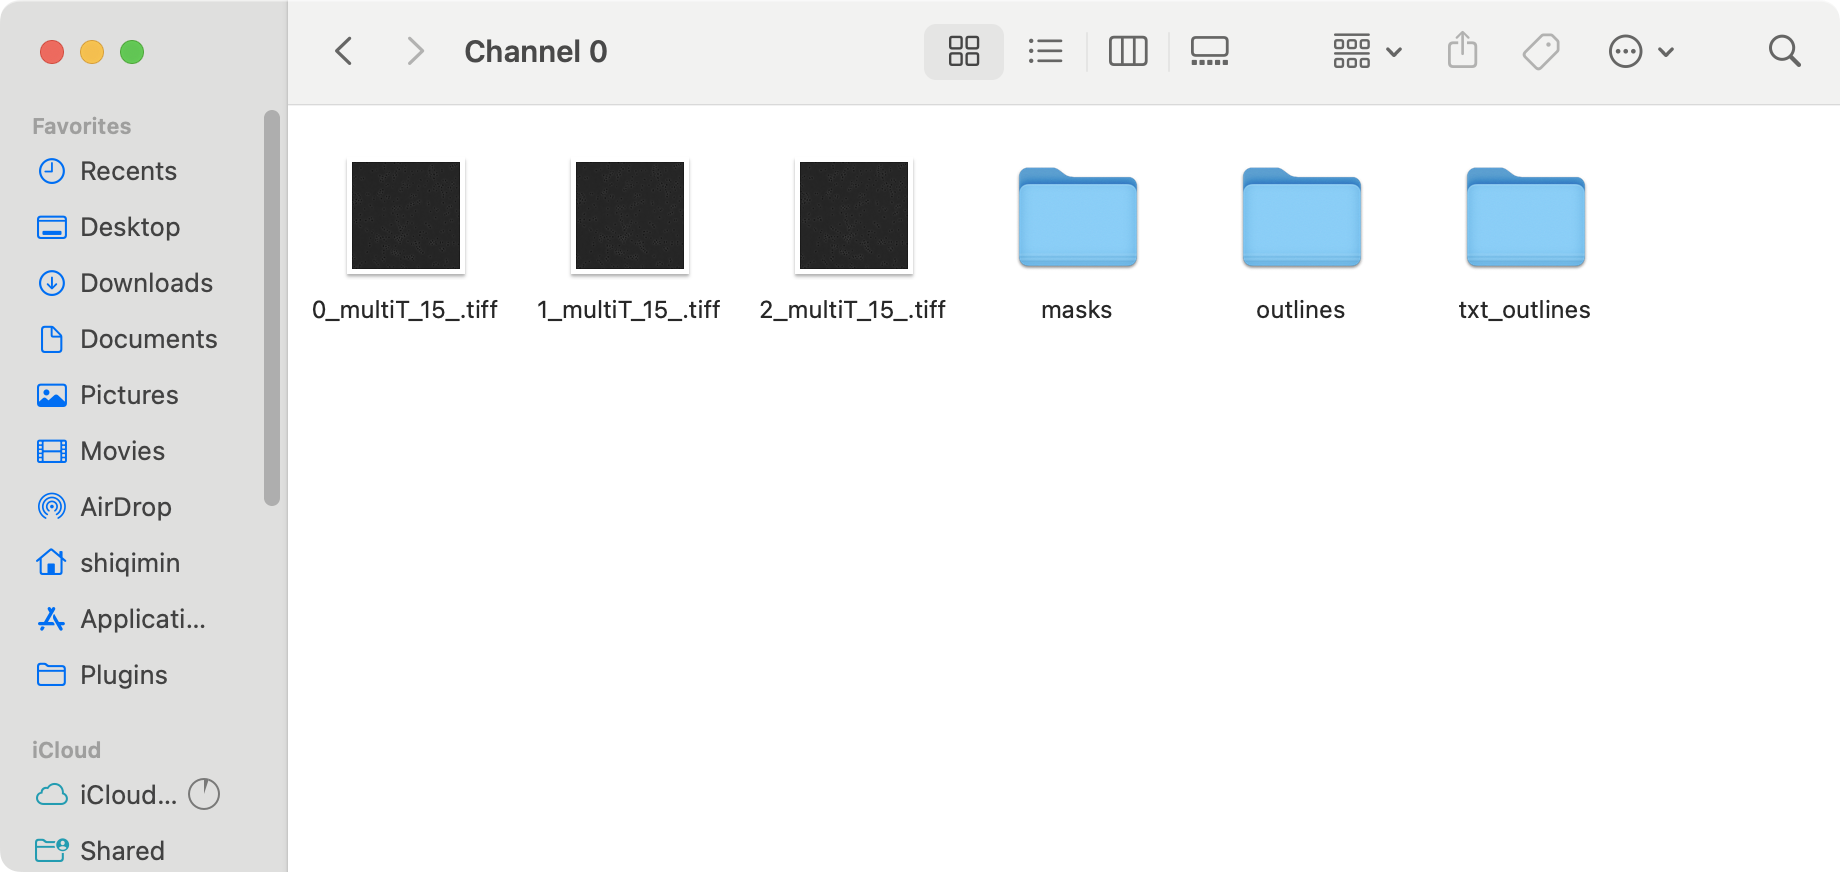 Channel 0
Favorites
Recents
Desktop
Downloads
Documents
Pictures
Movies
AirDrop
shiqimin
Applicati...
Plugins
iCloud
iCloud...
Shared
0_multiT_15_.tiff
1_multiT_15_.tiff
2_multiT_15_.tiff
masks
outlines
txt_outlines